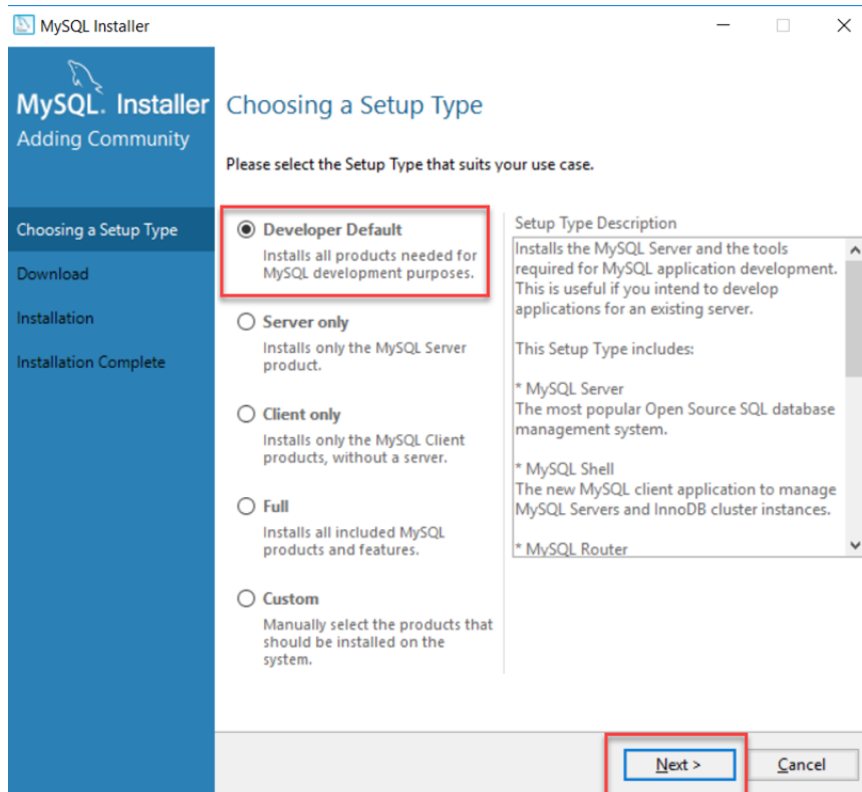 MySQL Installer
MySQL. Installer
Adding Community
Choosing a Setup Type
Download
Installation
Installation Complete
Choosing a Setup Type
Please select the Setup Type that suits your use case.
Developer Default
Installs all products needed for
MySQL development purposes.
Server only
Installs only the MySQL Server
product.
Client only
Installs only the MySQL Client
products, without a server.
Full
Installs all included MySQL
products and features.
Custom
Manually select the products that
should be installed on the
system.
Setup Type Description
Installs the MySQL Server and the tools
required for MySQL application development.
This is useful if you intend to develop
applications for an existing server.
This Setup Type includes:
* MySQL Server
The most popular Open Source SQL database
management system.
* MySQL Shell
The new MySQL client application to manage
MySQL Servers and InnoDB cluster instances.
* MySQL Router
Next >
Cancel